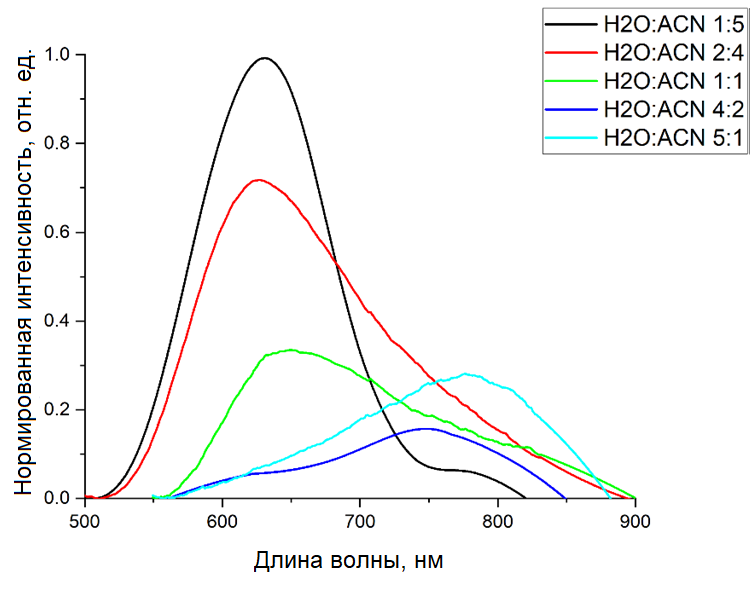 H2O:ACN 1:5
H2O:ACN 2:4
H2O:ACN 1:1
H2O:ACN 4:2
H2O:ACN 5:1
Нормированная интенсивность, отн. ед.
1.0
0.8
0.6
0.4
0.2
0.0
500 600 700 800 900
Длина волны, нм